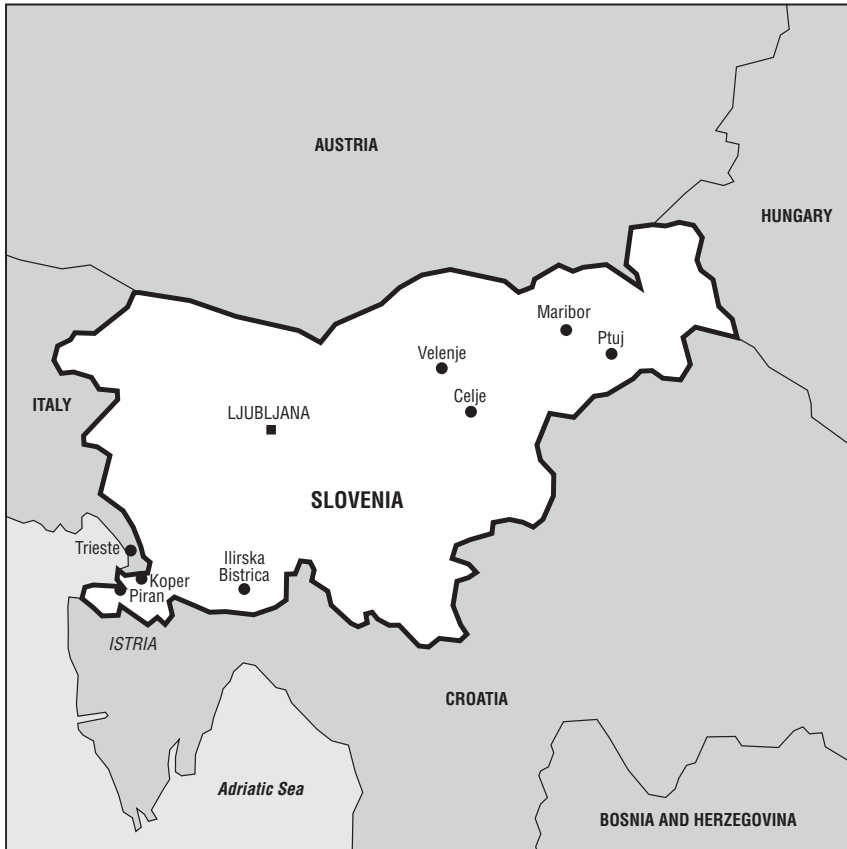 AUSTRIA
HUNGARY
Maribor
Ptuj
Velenje
Celje
ITALY
LJUBLJANA
SLOVENIA
Trieste
Ilirska
Bistrica
Koper
Piran
ISTRIA
CROATIA
Adriatic Sea
BOSNIA AND HERZEGOVINA